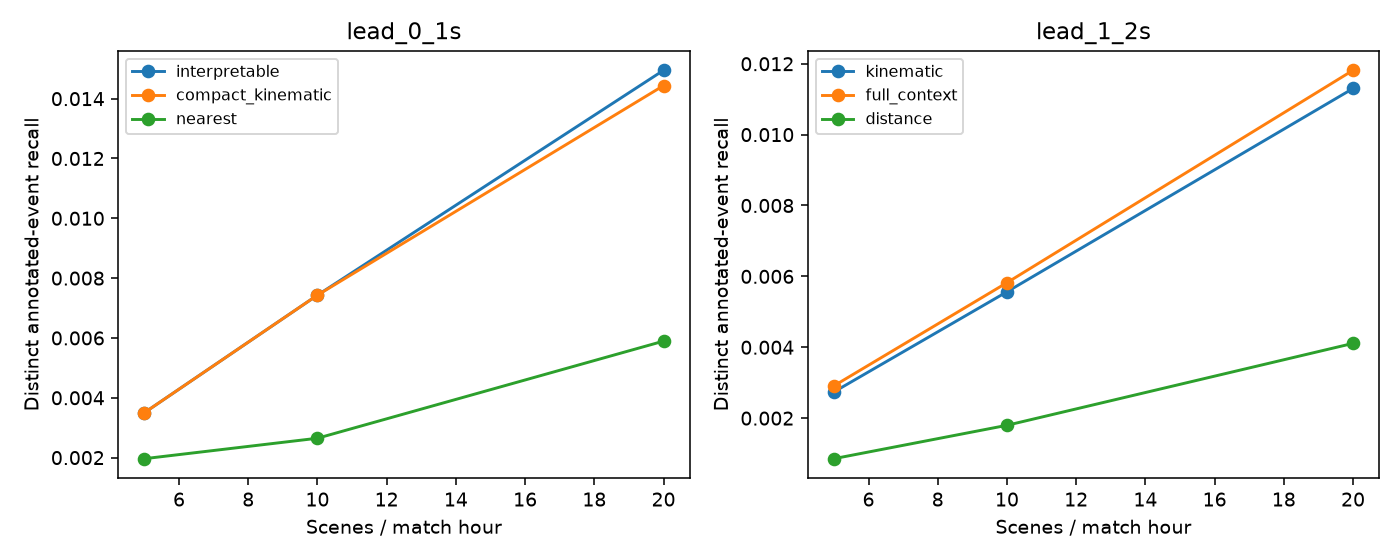 lead_0_1s
interpretable
compact_kinematic
nearest
Distinct annotated-event recall
0.014
0.012
0.010
0.008
0.006
0.004
0.002
6 8 10 12 14 16 18 20
Scenes / match hour
lead_1_2s
kinematic
full_context
distance
Distinct annotated-event recall
0.012
0.010
0.008
0.006
0.004
0.002
6 8 10 12 14 16 18 20
Scenes / match hour